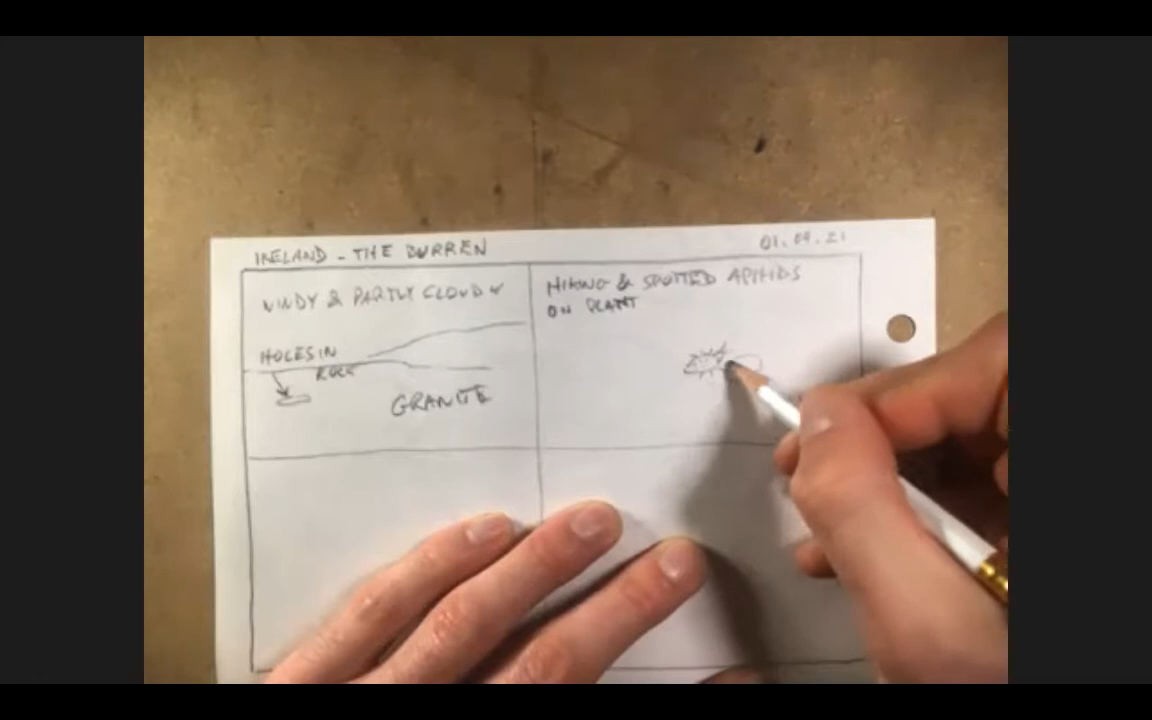 IRELAND - THE BURREN
01.09.21
WINDY & PARTLY CLOUDY
HOLES IN
ROCK
GRANITE
HIKING & SPOTTED APHIDS
ON PLANT